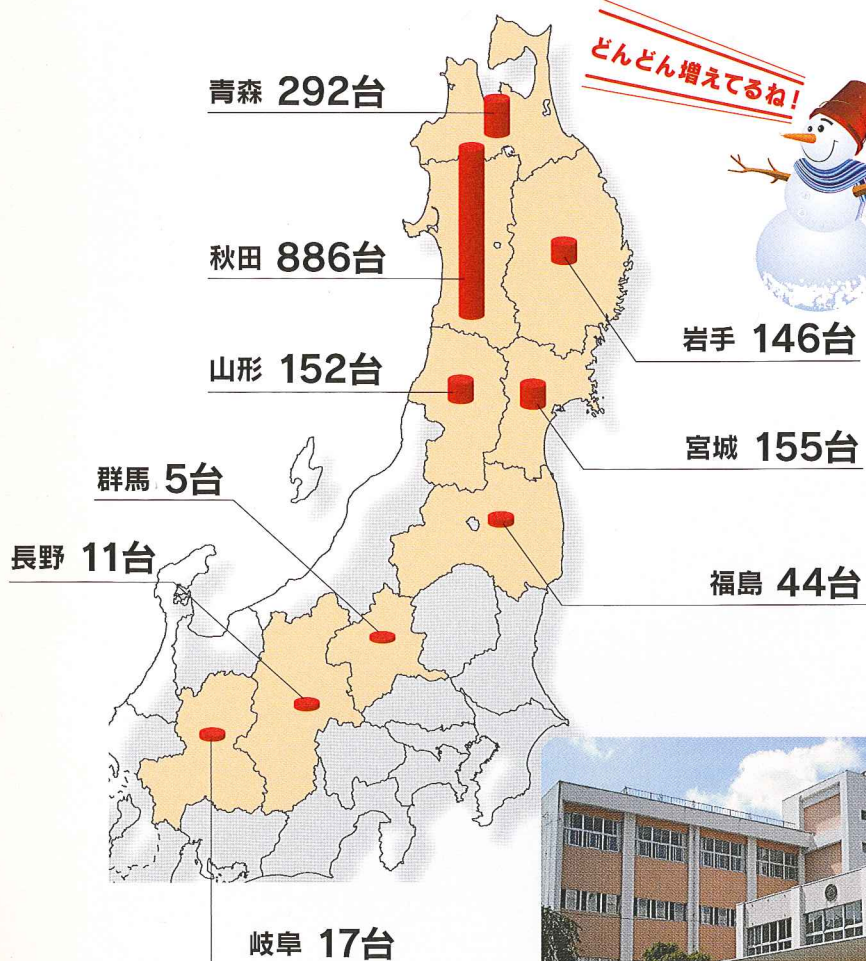 どんどん増えてるね!
青森 292台
秋田 886台
岩手 146台
山形 152台
宮城 155台
群馬 5台
長野 11台
福島 44台
岐阜 17台